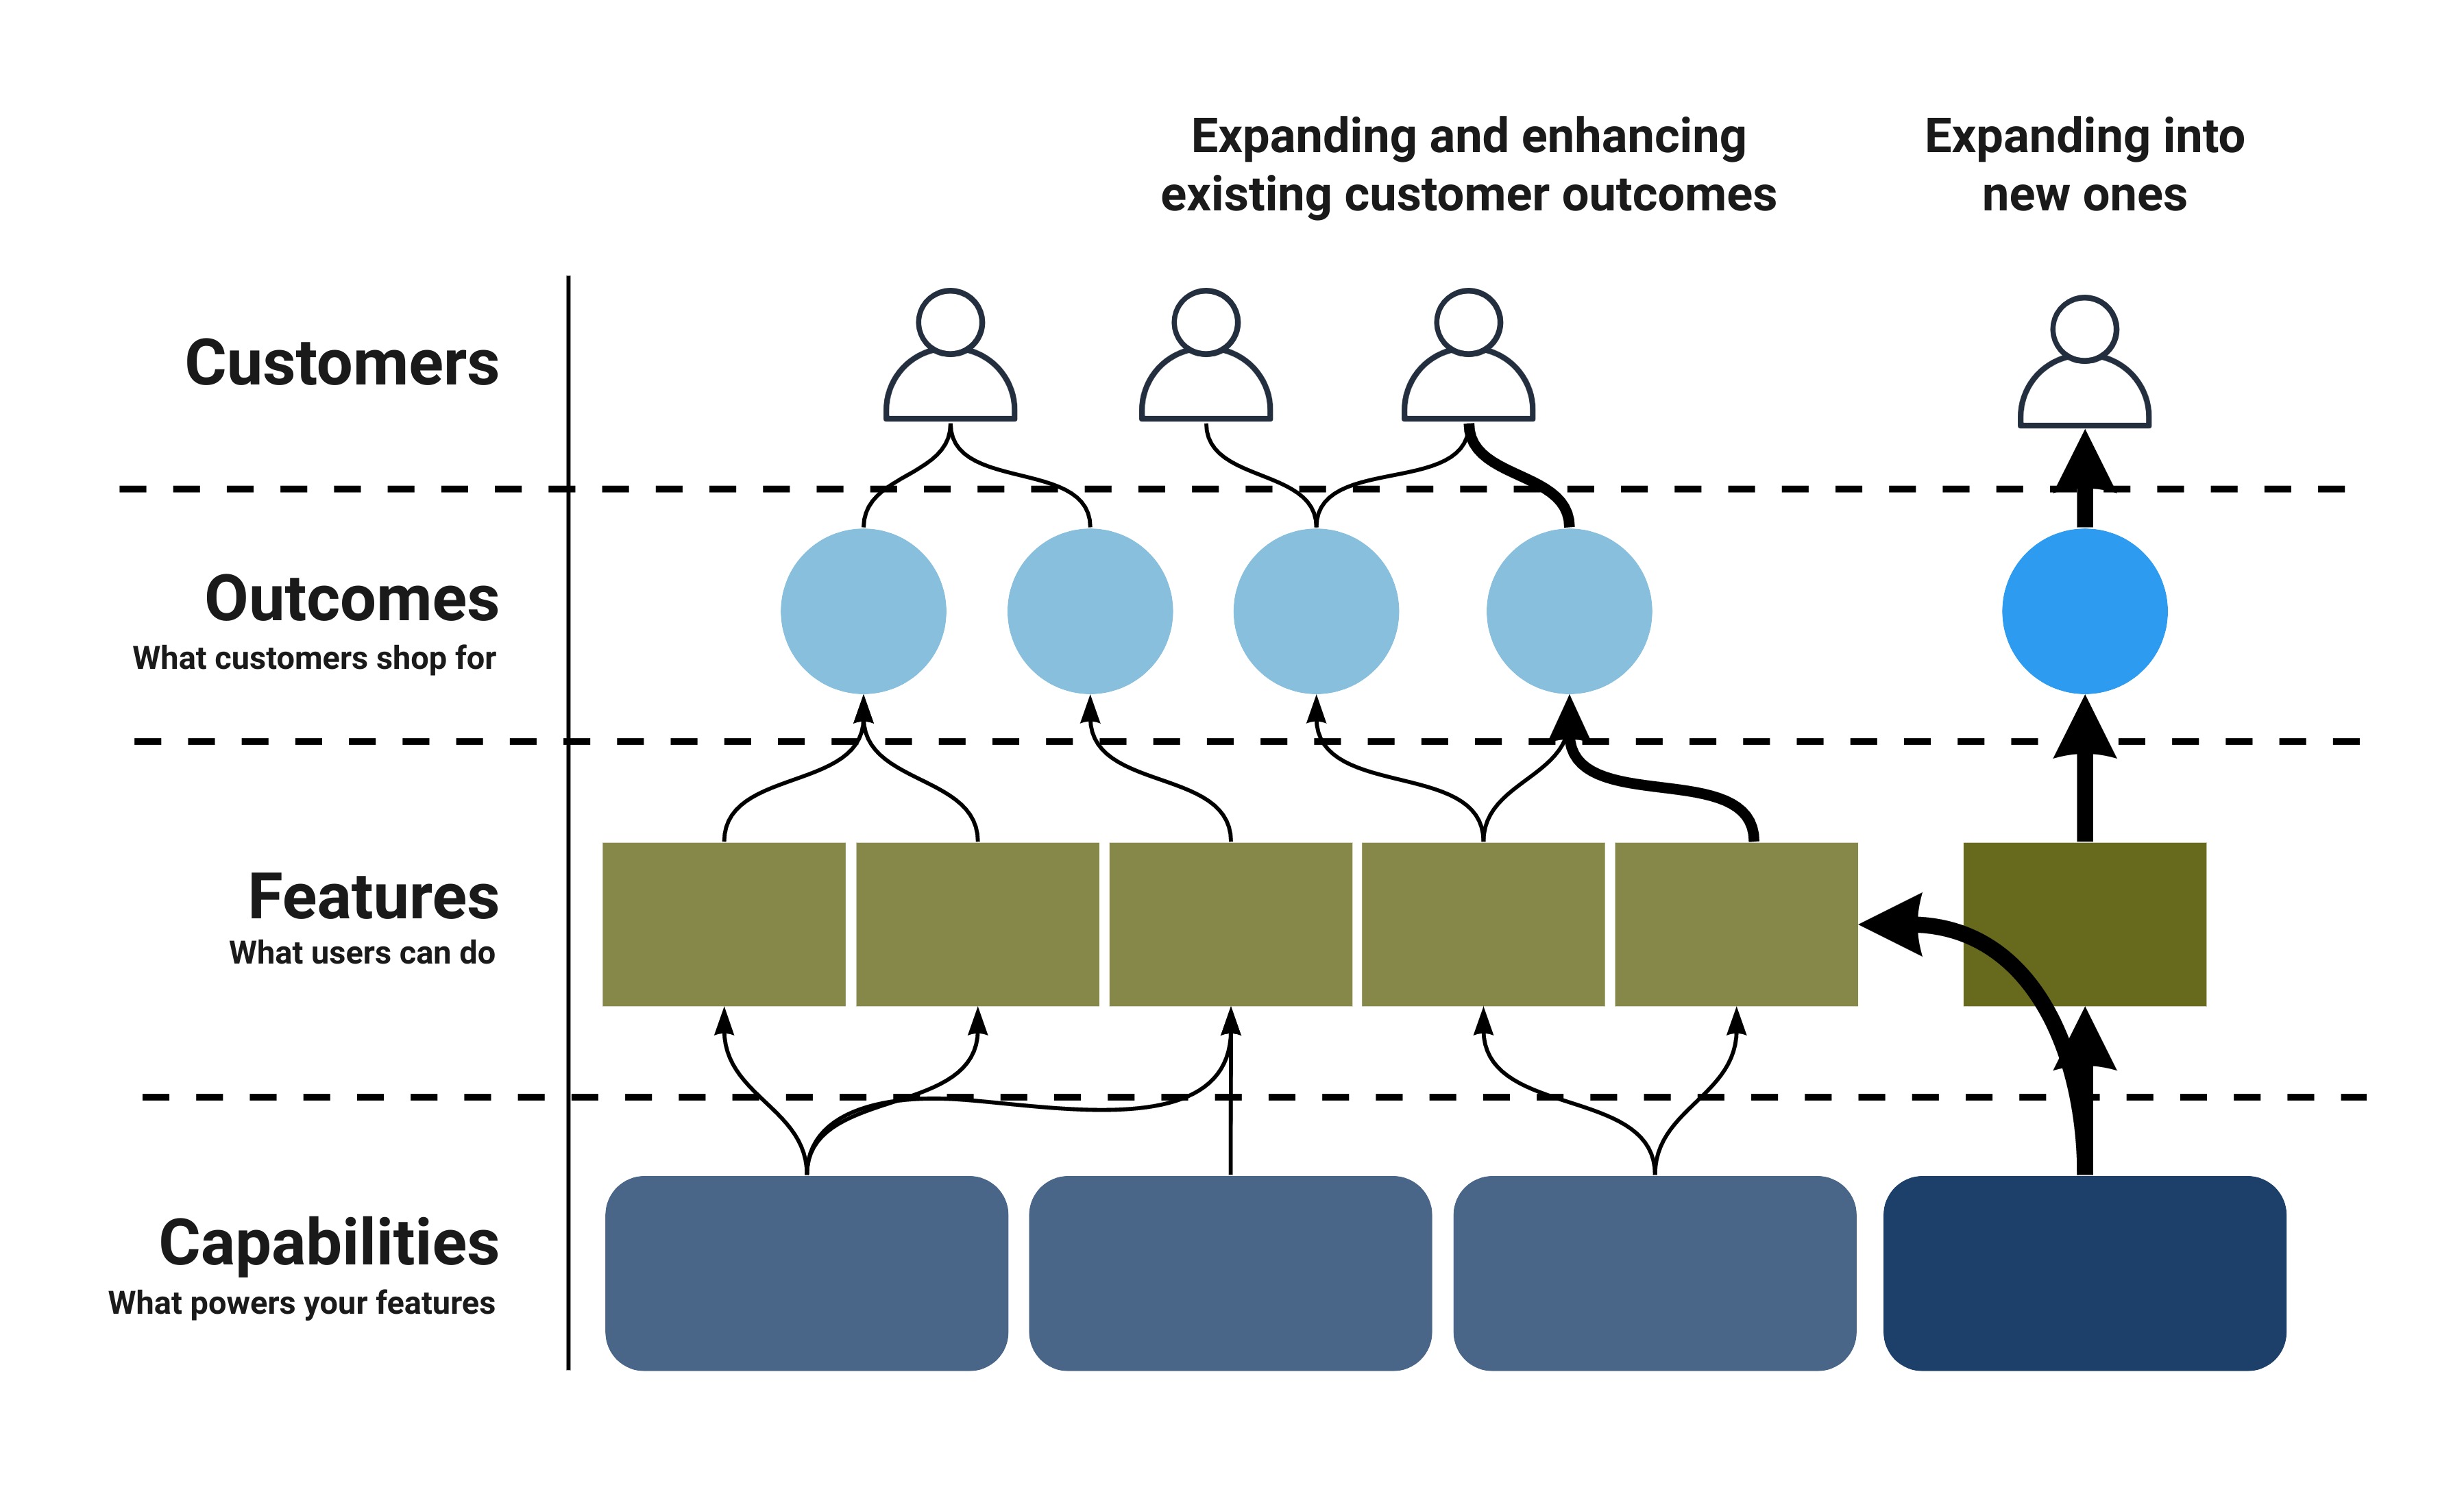 Expanding and enhancing
existing customer outcomes
Expanding into
new ones
Customers
Outcomes
What customers shop for
Features
What users can do
Capabilities
What powers your features